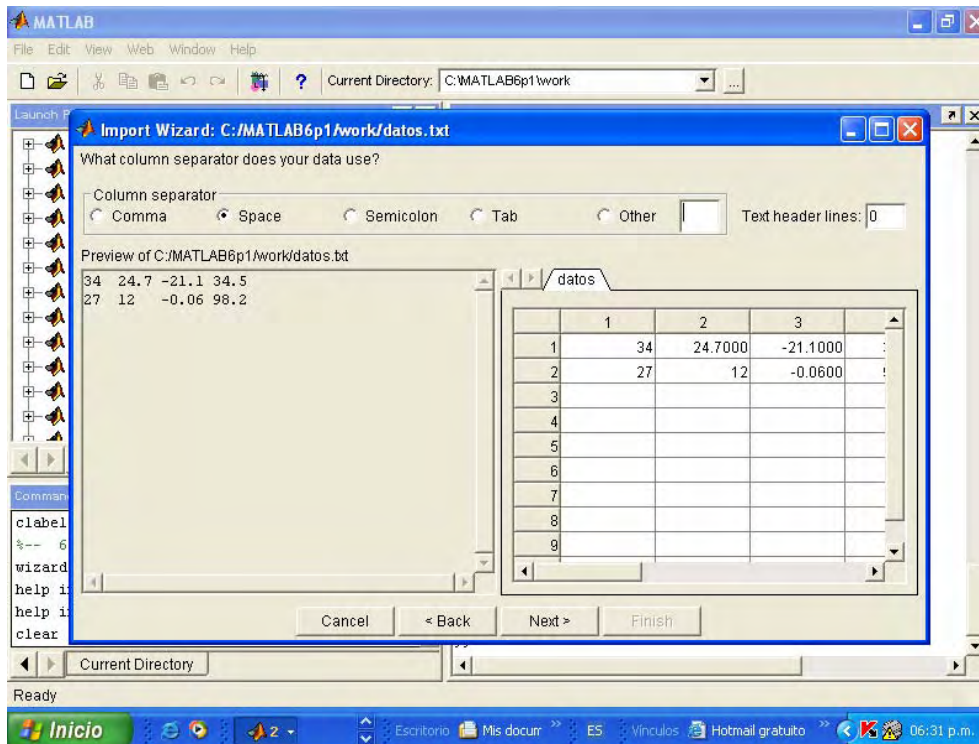 MATLAB
File Edit View Web Window Help
? Current Directory: C:\MATLAB6p1\work ...
Launch
Import Wizard: C:/MATLAB6p1/work/datos.txt
What column separator does your data use?
Column separator
Comma Space Semicolon Tab Other Text header lines: 0
Preview of C:/MATLAB6p1/work/datos.txt
34 24.7 -21.1 34.5
27 12 -0.06 98.2
datos
1 2 3
1 34 24.7000 -21.1000
2 27 12 -0.0600
3
4
5
6
7
8
9
Comman
clabel
%-- 6
wizard
help
help
clear
Cancel < Back Next > Finish
Current Directory
Ready
Inicio 2 Escritorio Mis docum » ES Vínculos Hotmail gratuito » 06:31 p.m.